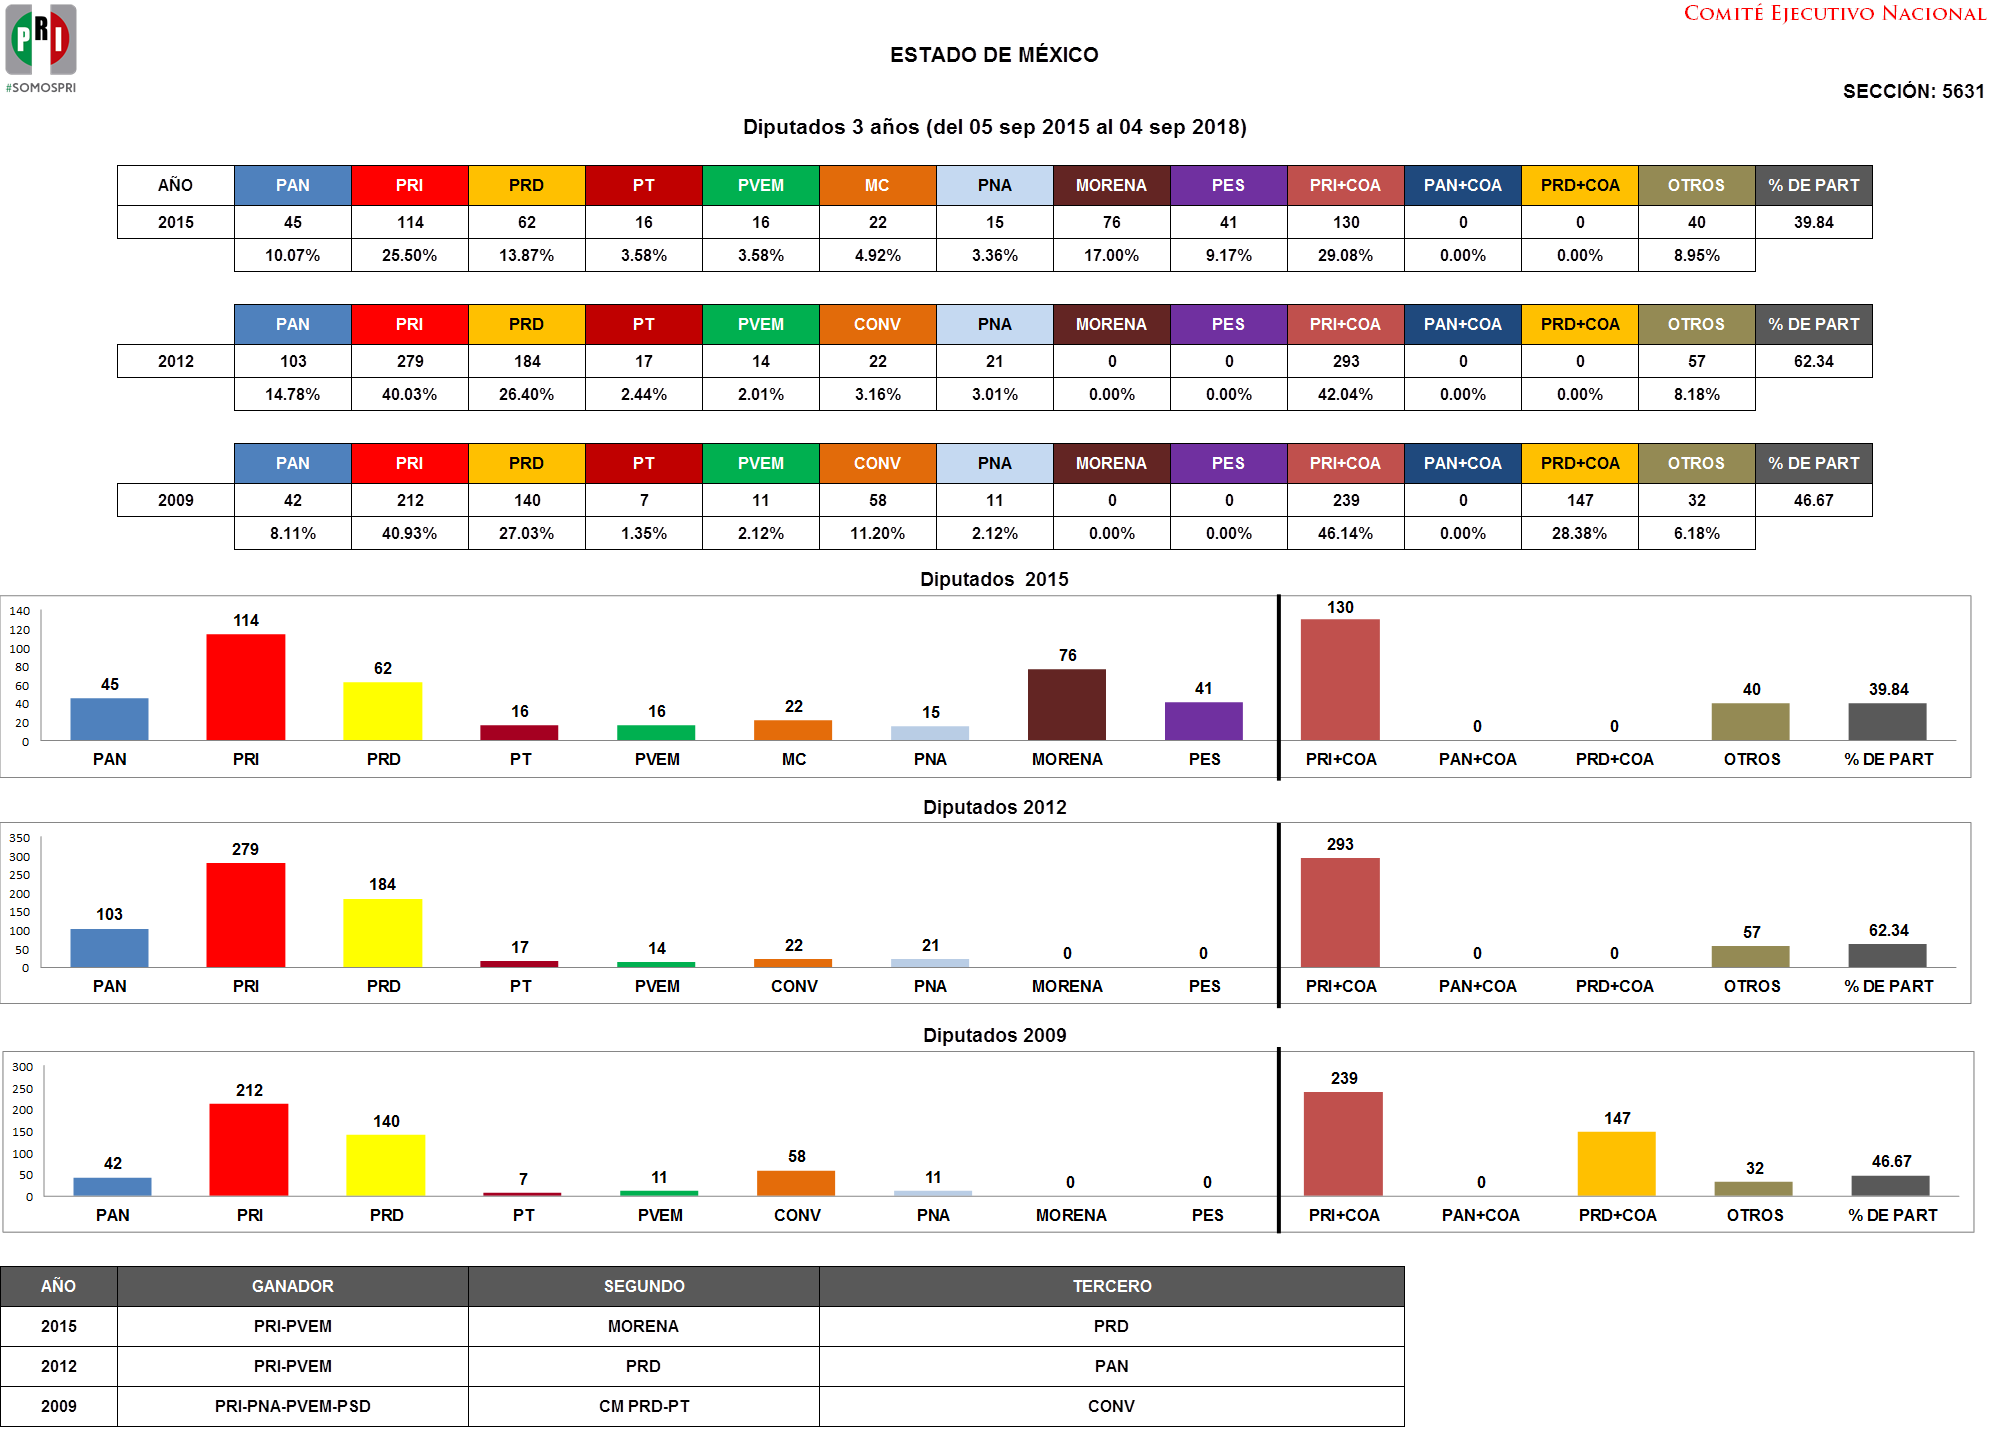 PRI
#SOMOSPRI
COMITÉ EJECUTIVO NACIONAL
ESTADO DE MÉXICO
SECCIÓN: 5631
Diputados 3 años (del 05 sep 2015 al 04 sep 2018)
AÑO PAN PRI PRD PT PVEM MC PNA MORENA PES PRI+COA PAN+COA PRD+COA OTROS % DE PART
2015 45 114 62 16 16 22 15 76 41 130 0 0 40 39.84
10.07% 25.50% 13.87% 3.58% 3.58% 4.92% 3.36% 17.00% 9.17% 29.08% 0.00% 0.00% 8.95%
PAN PRI PRD PT PVEM CONV PNA MORENA PES PRI+COA PAN+COA PRD+COA OTROS % DE PART
2012 103 279 184 17 14 22 21 0 0 293 0 0 57 62.34
14.78% 40.03% 26.40% 2.44% 2.01% 3.16% 3.01% 0.00% 0.00% 42.04% 0.00% 0.00% 8.18%
PAN PRI PRD PT PVEM CONV PNA MORENA PES PRI+COA PAN+COA PRD+COA OTROS % DE PART
2009 42 212 140 7 11 58 11 0 0 239 0 147 32 46.67
8.11% 40.93% 27.03% 1.35% 2.12% 11.20% 2.12% 0.00% 0.00% 46.14% 0.00% 28.38% 6.18%
Diputados 2015
140
120
100
80
60
40
20
0
45 114 62 16 16 22 15 76 41 130 0 0 40 39.84
PAN PRI PRD PT PVEM MC PNA MORENA PES PRI+COA PAN+COA PRD+COA OTROS % DE PART
Diputados 2012
350
300
250
200
150
100
50
0
103 279 184 17 14 22 21 0 0 293 0 0 57 62.34
PAN PRI PRD PT PVEM CONV PNA MORENA PES PRI+COA PAN+COA PRD+COA OTROS % DE PART
Diputados 2009
300
250
200
150
100
50
0
42 212 140 7 11 58 11 0 0 239 0 147 32 46.67
PAN PRI PRD PT PVEM CONV PNA MORENA PES PRI+COA PAN+COA PRD+COA OTROS % DE PART
AÑO GANADOR SEGUNDO TERCERO
2015 PRI-PVEM MORENA PRD
2012 PRI-PVEM PRD PAN
2009 PRI-PNA-PVEM-PSD CM PRD-PT CONV